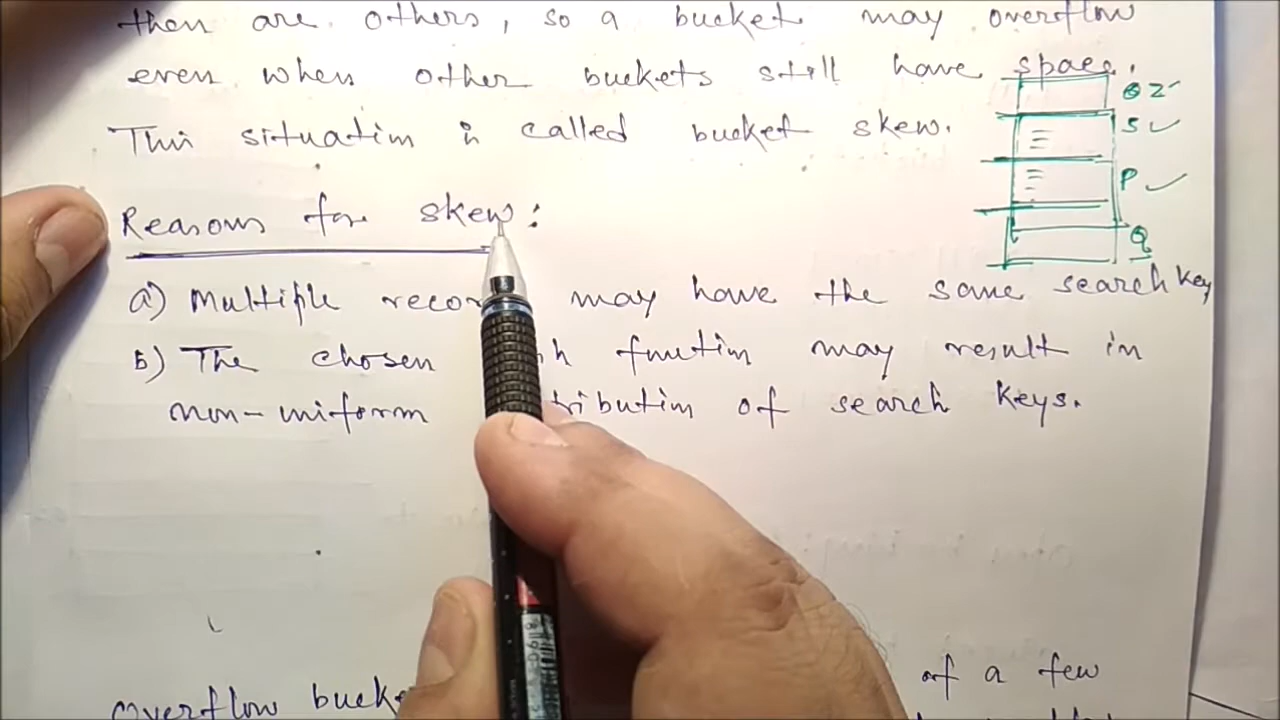 then are others, so a bucket may overflow
even when other buckets still have space.
This situation is called bucket skew.
Reasons for skew:
a) Multiple recor may have the same search key
b) The chosen h function may result in
non-uniform tribution of search keys.
S
P
Q
of a few
overflow bucke